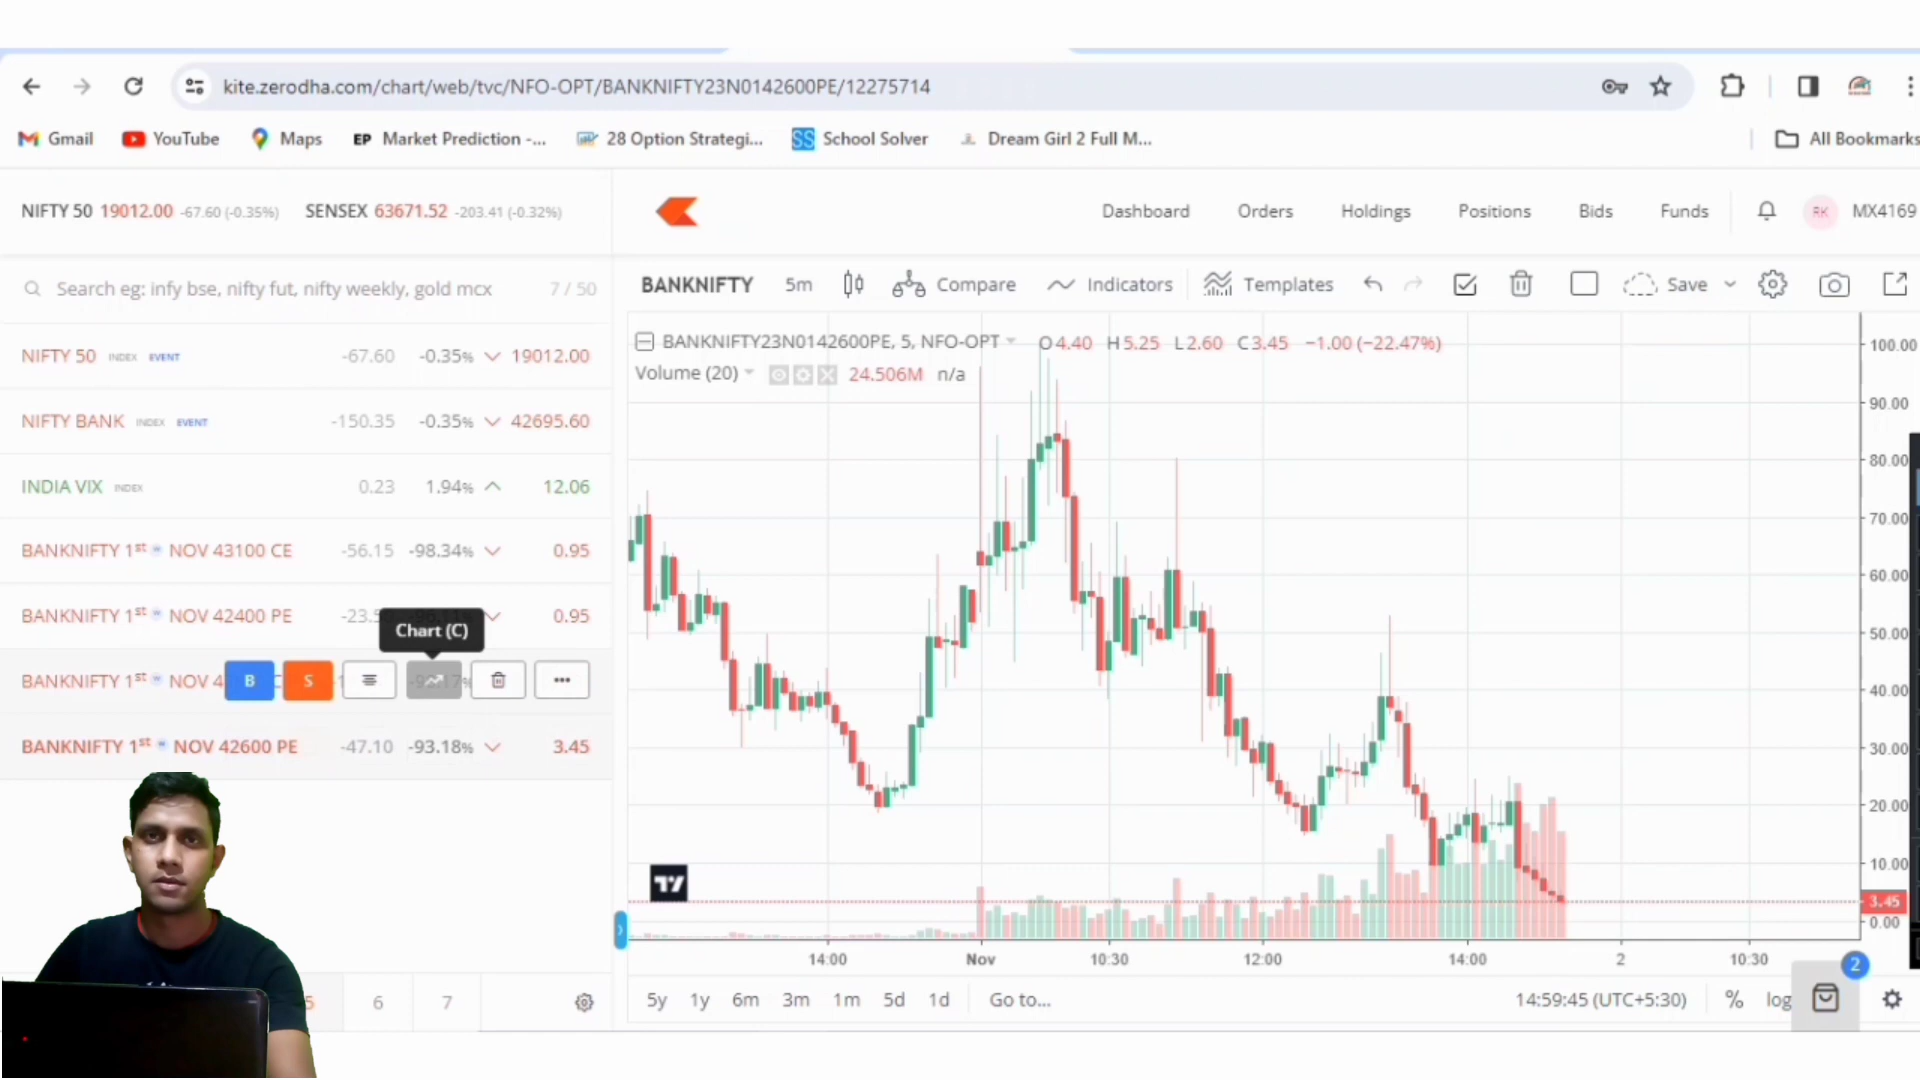 kite.zerodha.com/chart/web/tvc/NFO-OPT/BANKNIFTY23N0142600PE/12275714
Gmail YouTube Maps EP Market Prediction -... 28 Option Strategi... SS School Solver Dream Girl 2 Full M... All Bookmarks
NIFTY 50 19012.00 -67.60 (-0.35%) SENSEX 63671.52 -203.41 (-0.32%)
Dashboard Orders Holdings Positions Bids Funds RK MX4169
Search eg: infy bse, nifty fut, nifty weekly, gold mcx 7 / 50
BANKNIFTY 5m Compare Indicators Templates Save
NIFTY 50 INDEX EVENT -67.60 -0.35% 19012.00
NIFTY BANK INDEX EVENT -150.35 -0.35% 42695.60
INDIA VIX INDEX 0.23 1.94% 12.06
BANKNIFTY 1st w NOV 43100 CE -56.15 -98.34% 0.95
BANKNIFTY 1st w NOV 42400 PE 0.95
Chart (C)
BANKNIFTY 1st w NOV B S
BANKNIFTY 1st w NOV 42600 PE -47.10 -93.18% 3.45
5 6 7
BANKNIFTY23N0142600PE, 5, NFO-OPT O4.40 H5.25 L2.60 C3.45 −1.00 (−22.47%)
Volume (20) 24.506M n/a
100.00
90.00
80.00
70.00
60.00
50.00
40.00
30.00
20.00
10.00
3.45
0.00
14:00 Nov 10:30 12:00 14:00 2 10:30
2
5y 1y 6m 3m 1m 5d 1d Go to... 14:59:45 (UTC+5:30) % log